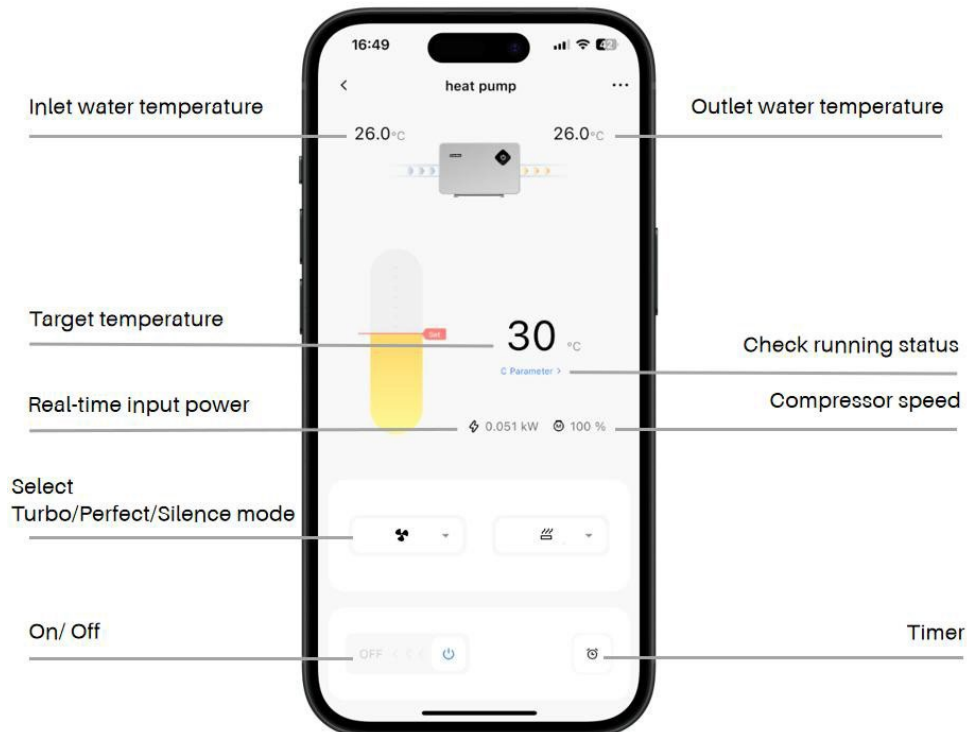 16:49
42
heat pump
Inlet water temperature
Outlet water temperature
26.0°C
26.0°C
Target temperature
Set
30 °C
Check running status
C Parameter >
Real-time input power
Compressor speed
0.051 kW
100 %
Select
Turbo/Perfect/Silence mode
On/ Off
Timer
OFF